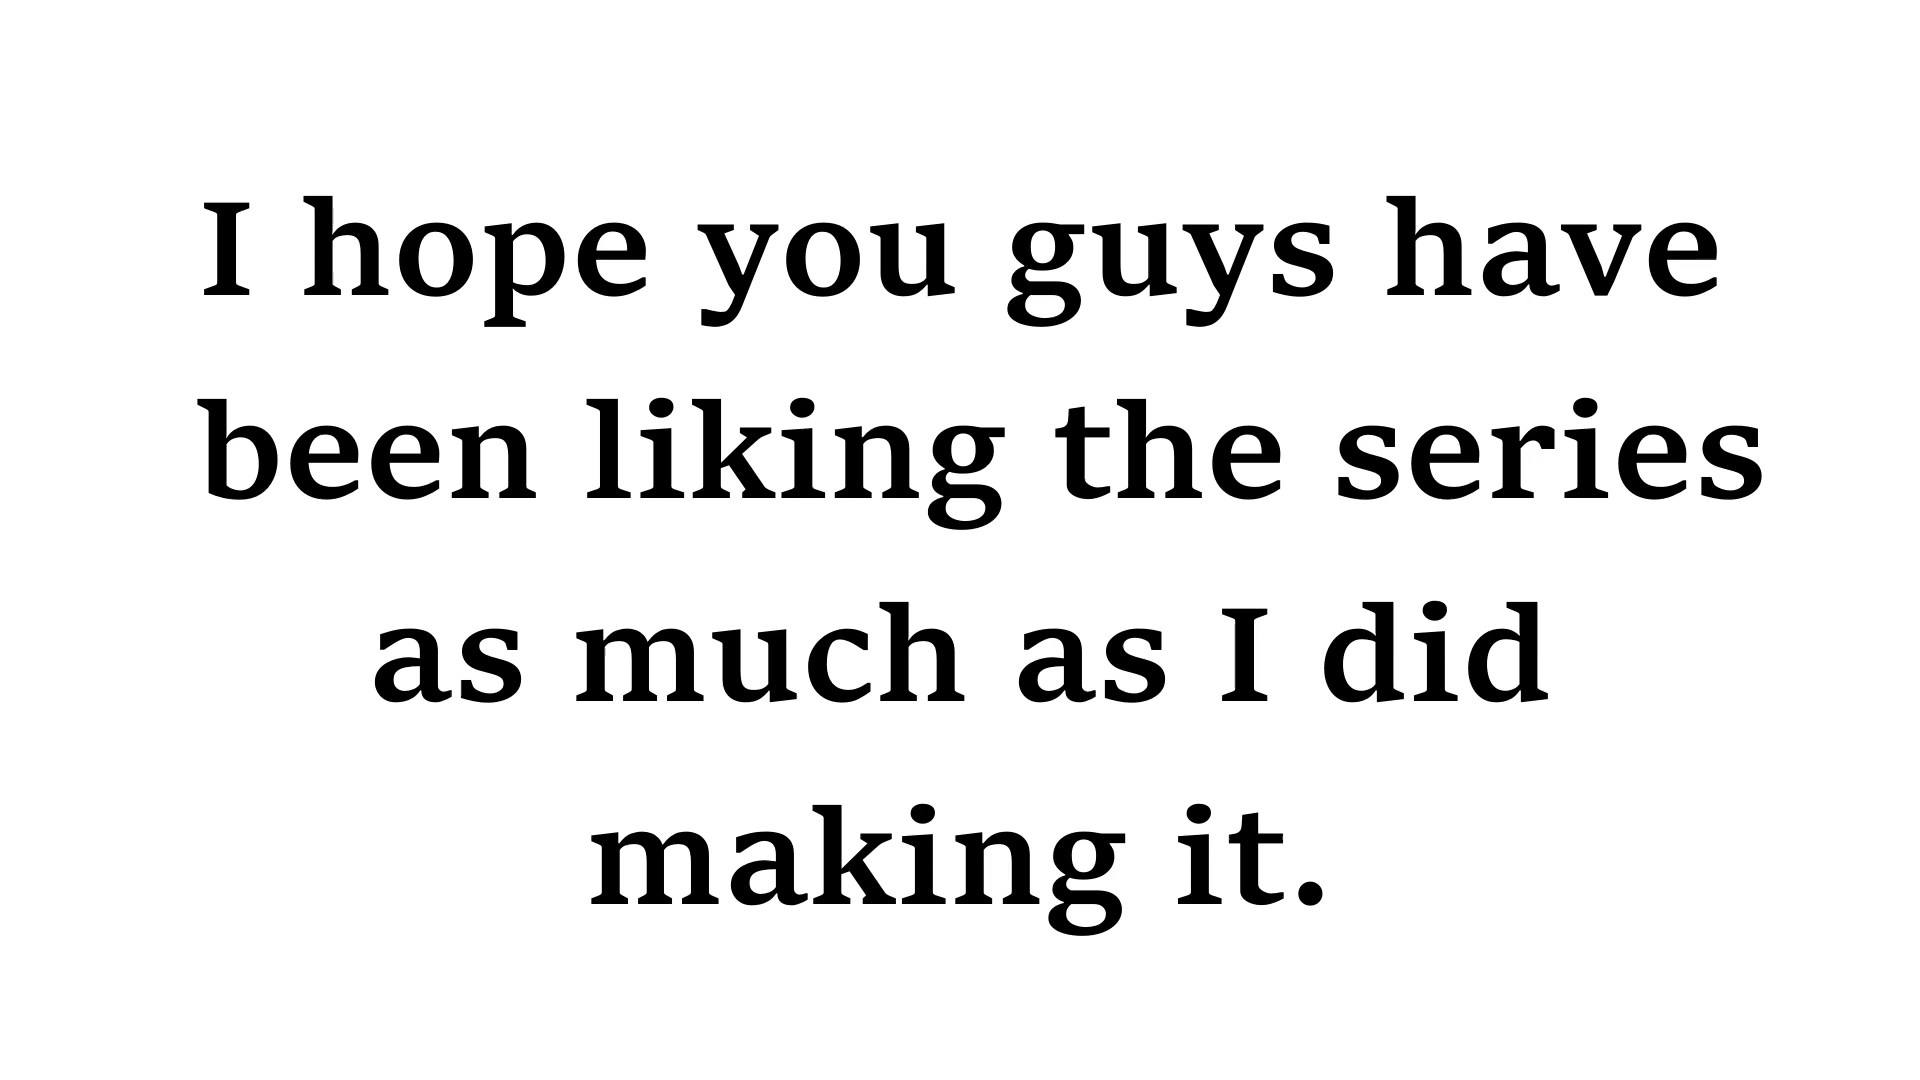 I hope you guys have
been liking the series
as much as I did
making it.